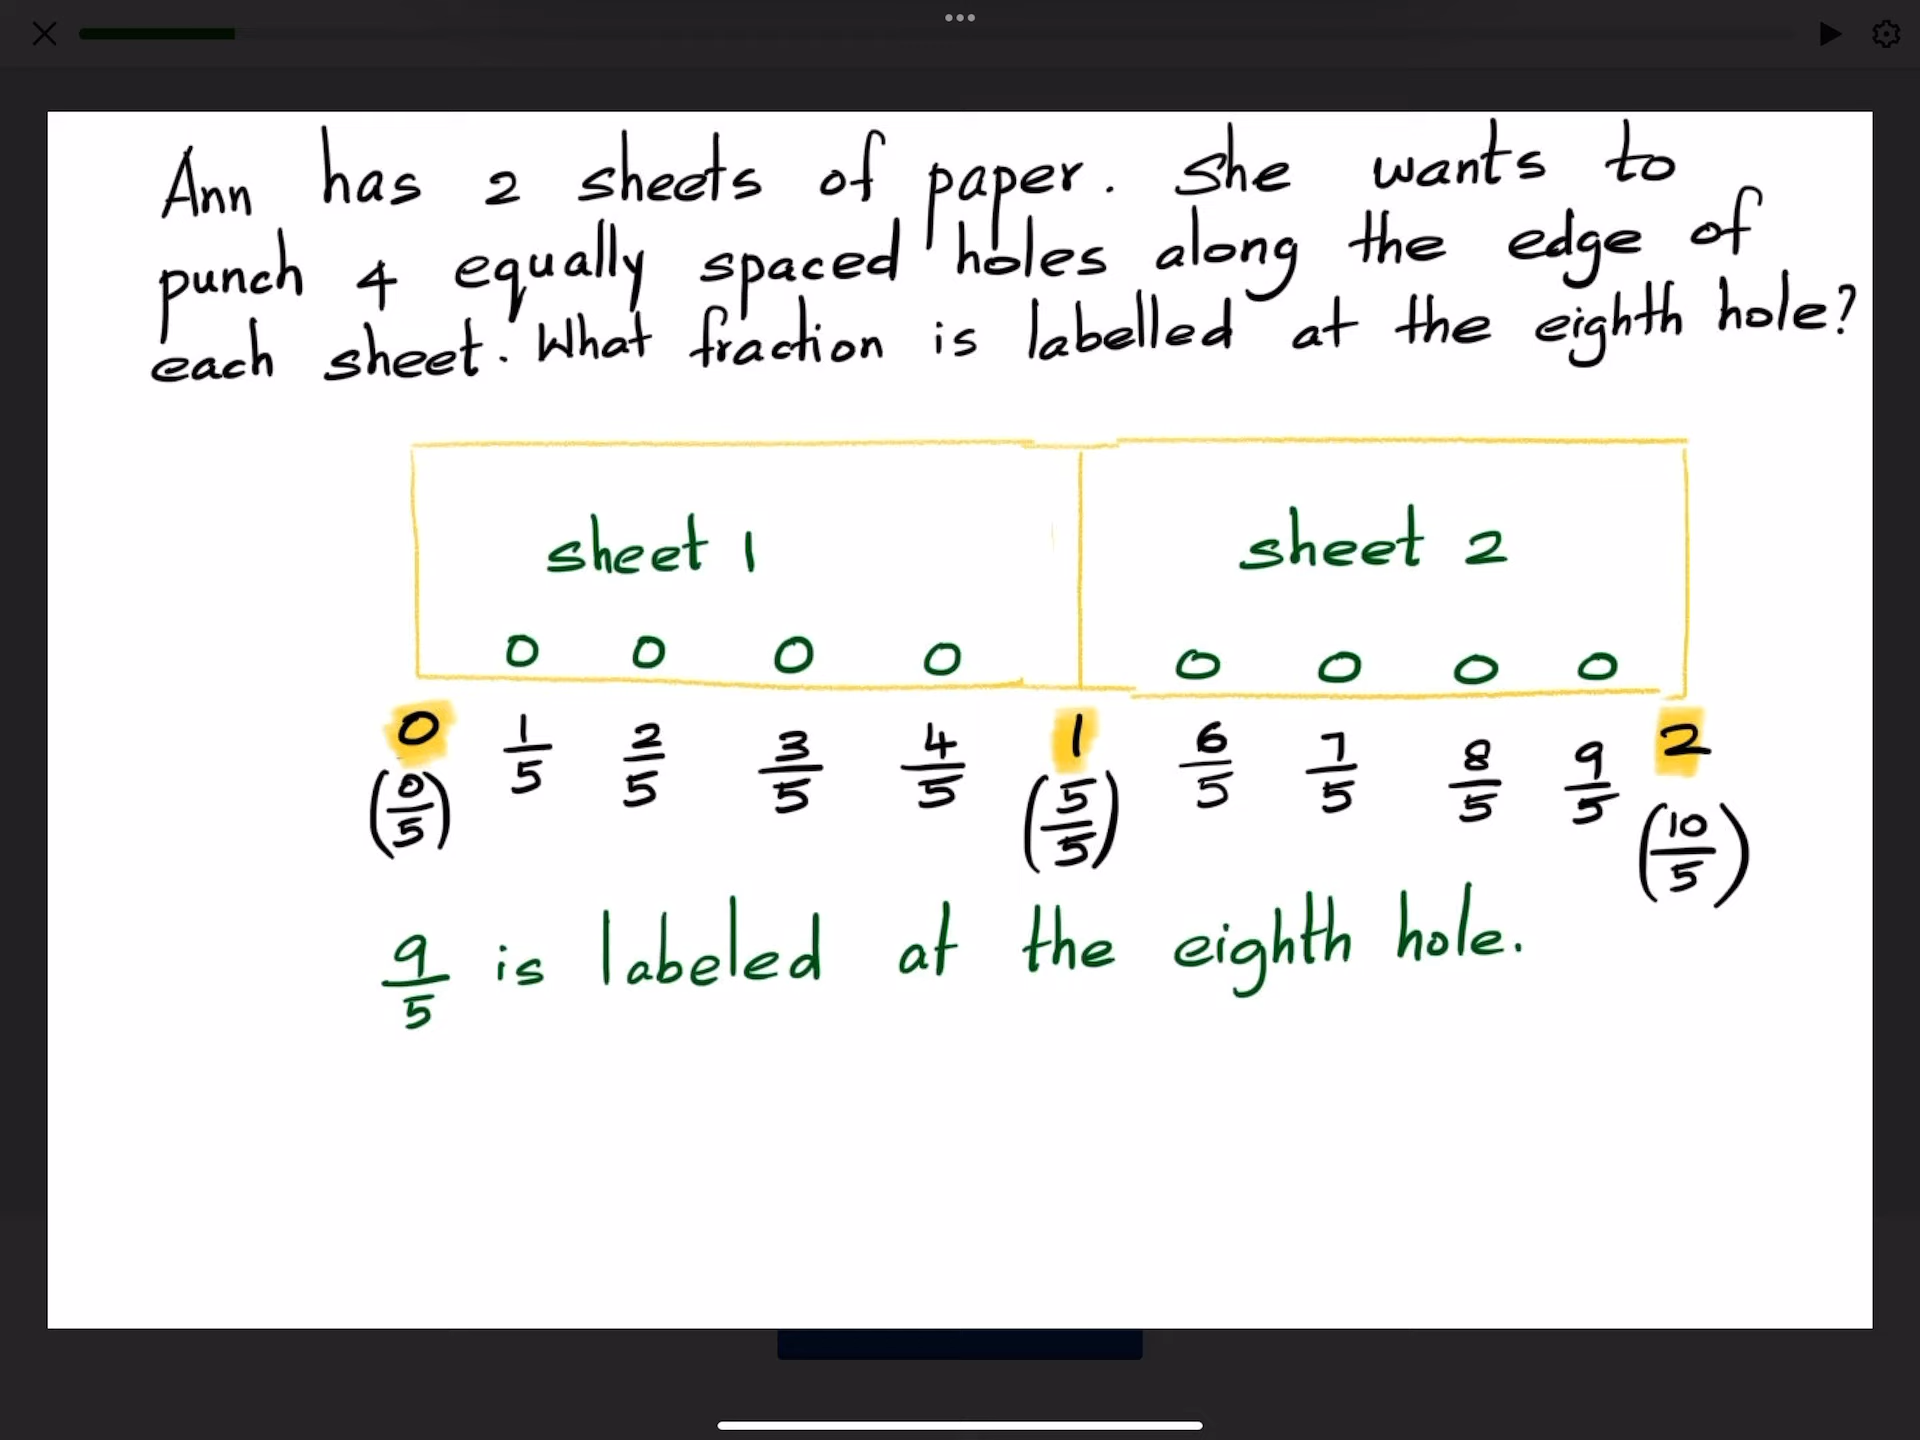 Ann has 2 sheets of paper. She wants to
punch 4 equally spaced holes along the edge of
each sheet. What fraction is labelled at the eighth hole?
sheet 1 sheet 2
0 1/5 2/5 3/5 4/5 1 6/5 7/5 8/5 9/5 2
(0/5) (5/5) (10/5)
9/5 is labeled at the eighth hole.